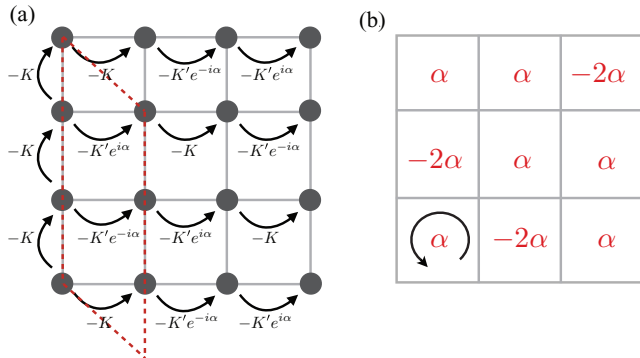 (a)
(b)
−K −K −K′e^{−iα} −K′e^{iα}
−K −K′e^{iα} −K −K′e^{−iα}
−K −K′e^{−iα} −K′e^{iα} −K
−K −K′e^{−iα} −K′e^{iα}
α α −2α
−2α α α
α −2α α